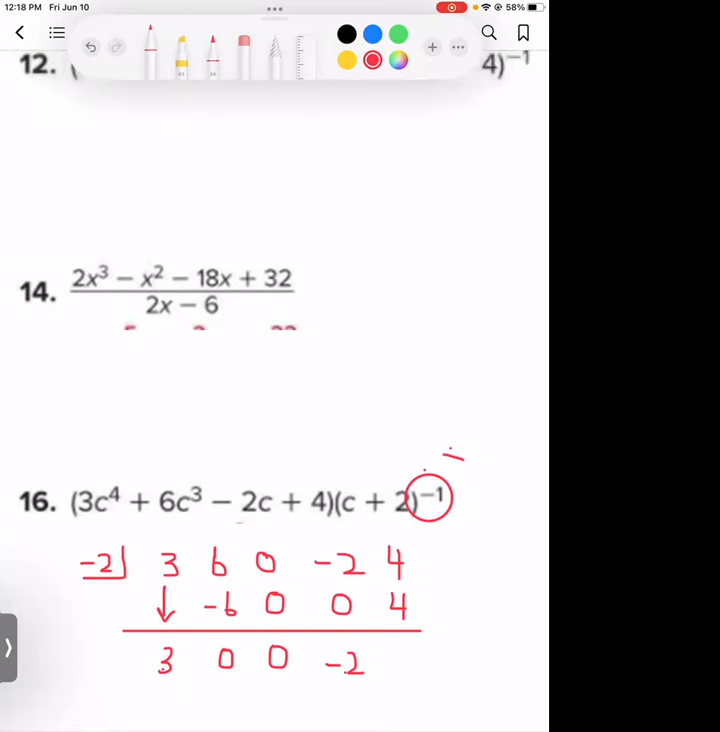 12:18 PM Fri Jun 10 58%
12. ( 4)⁻¹
14. 2x³ − x² − 18x + 32
2x − 6
16. (3c⁴ + 6c³ − 2c + 4)(c + 2)⁻¹
-2 3 6 0 -2 4
↓ -6 0 0 4
3 0 0 -2